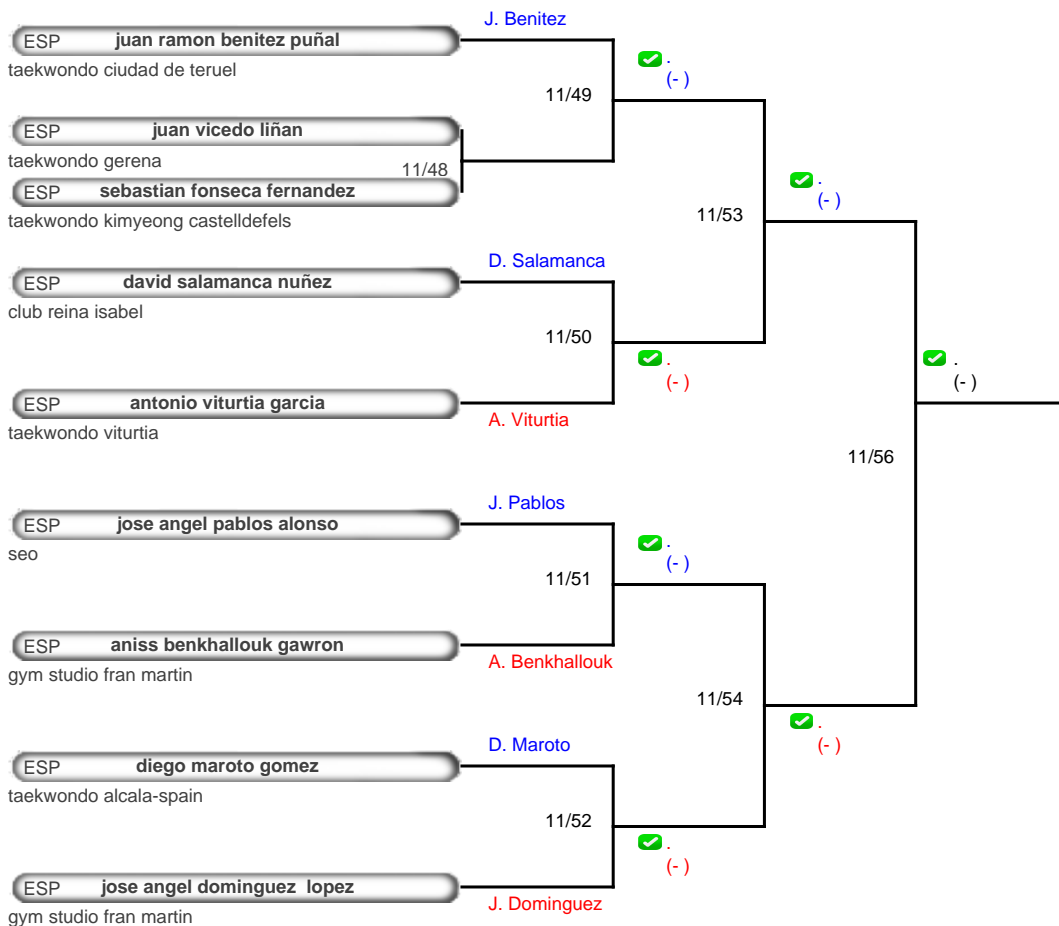 J. Benitez
ESP juan ramon benitez puñal
taekwondo ciudad de teruel
.
(- )
11/49
ESP juan vicedo liñan
taekwondo gerena
11/48
ESP sebastian fonseca fernandez
taekwondo kimyeong castelldefels
.
(- )
11/53
D. Salamanca
ESP david salamanca nuñez
club reina isabel
11/50
.
(- )
.
(- )
ESP antonio viturtia garcia
taekwondo viturtia
A. Viturtia
11/56
J. Pablos
ESP jose angel pablos alonso
seo
.
(- )
11/51
ESP aniss benkhallouk gawron
gym studio fran martin
A. Benkhallouk
11/54
.
(- )
D. Maroto
ESP diego maroto gomez
taekwondo alcala-spain
11/52
.
(- )
ESP jose angel dominguez  lopez
gym studio fran martin
J. Dominguez